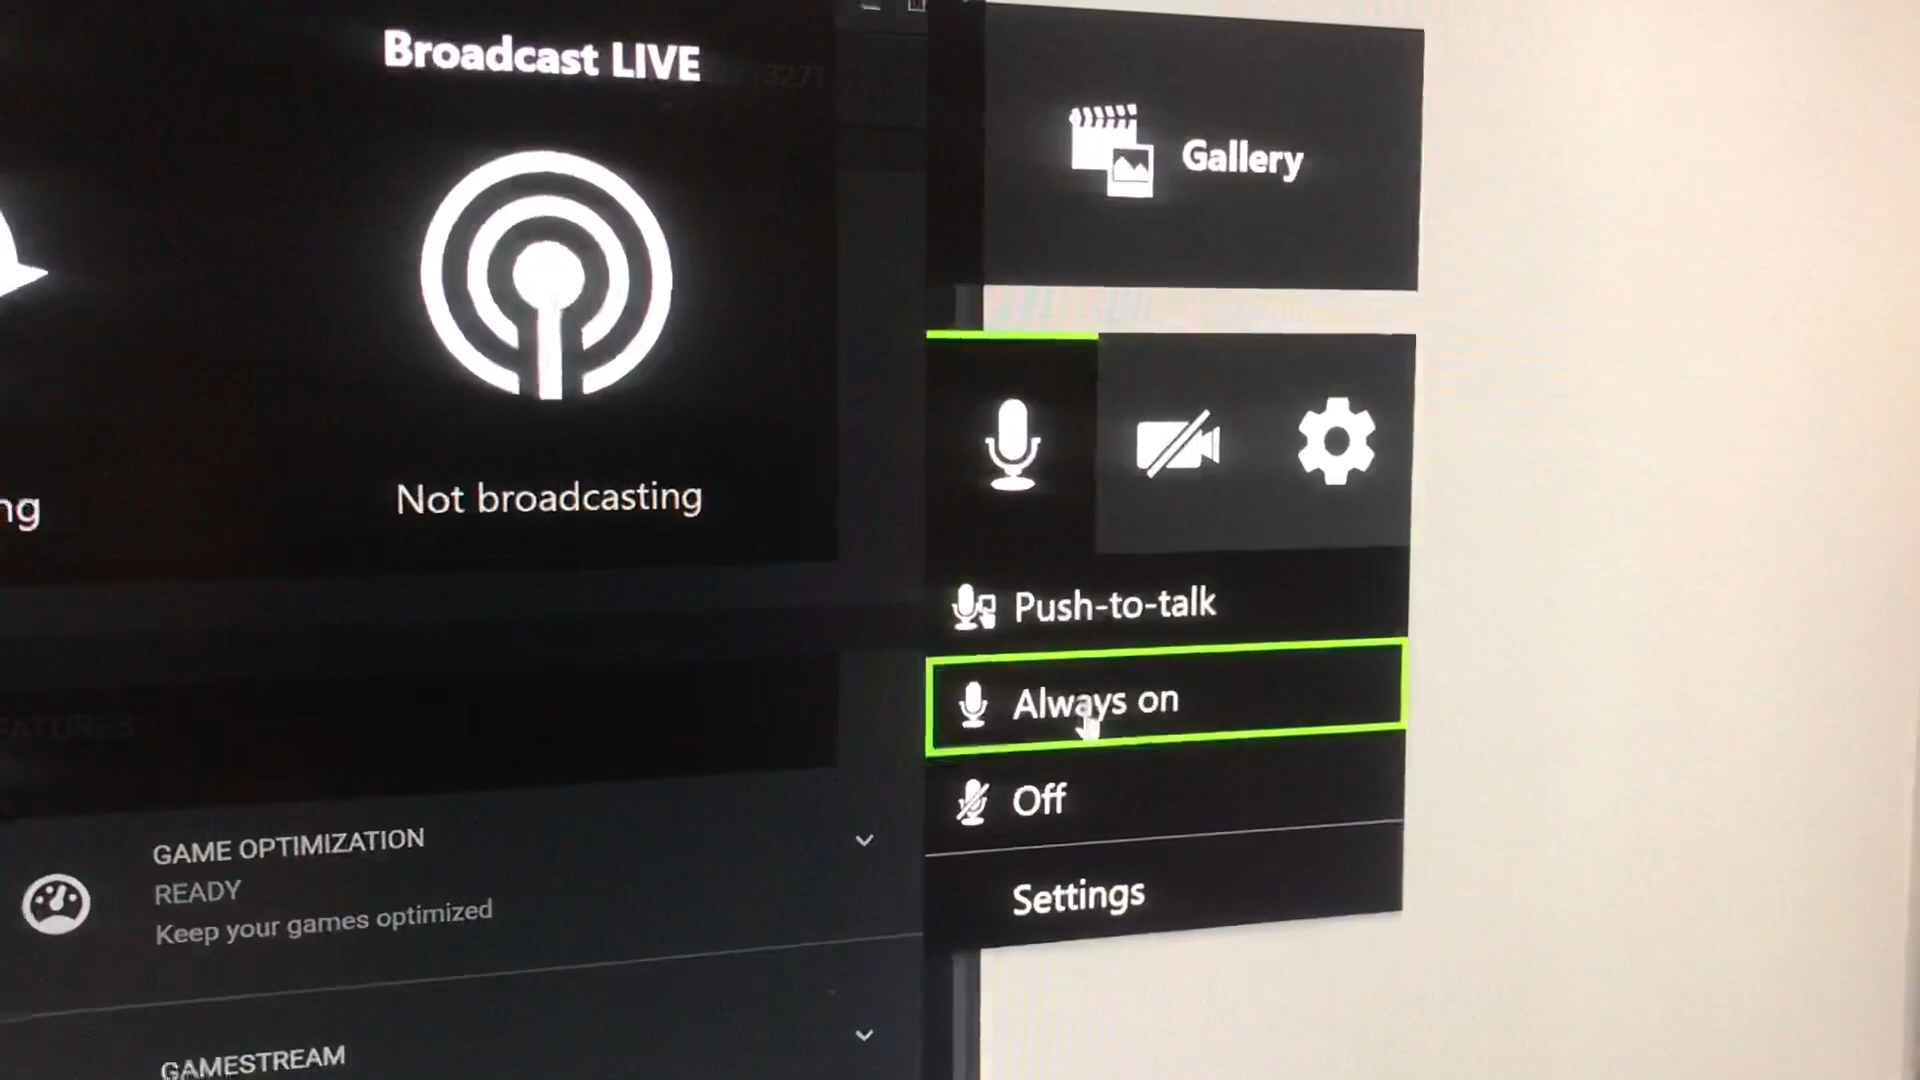 Broadcast LIVE
Gallery
Not broadcasting
ng
Push-to-talk
Always on
Off
Settings
GAME OPTIMIZATION
READY
Keep your games optimized
GAMESTREAM